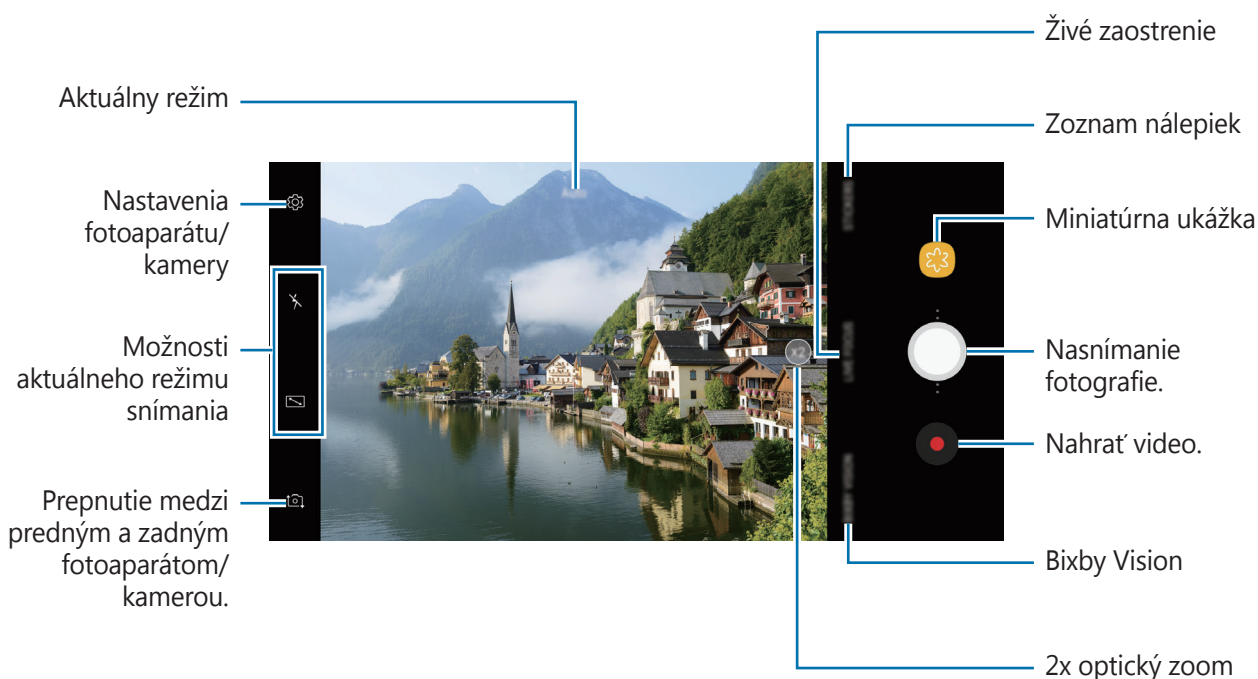 Aktuálny režim
Nastavenia
fotoaparátu/
kamery
Možnosti
aktuálneho režimu
snímania
Prepnutie medzi
predným a zadným
fotoaparátom/
kamerou.
Živé zaostrenie
Zoznam nálepiek
Miniatúrna ukážka
Nasnímanie
fotografie.
Nahrať video.
Bixby Vision
2x optický zoom